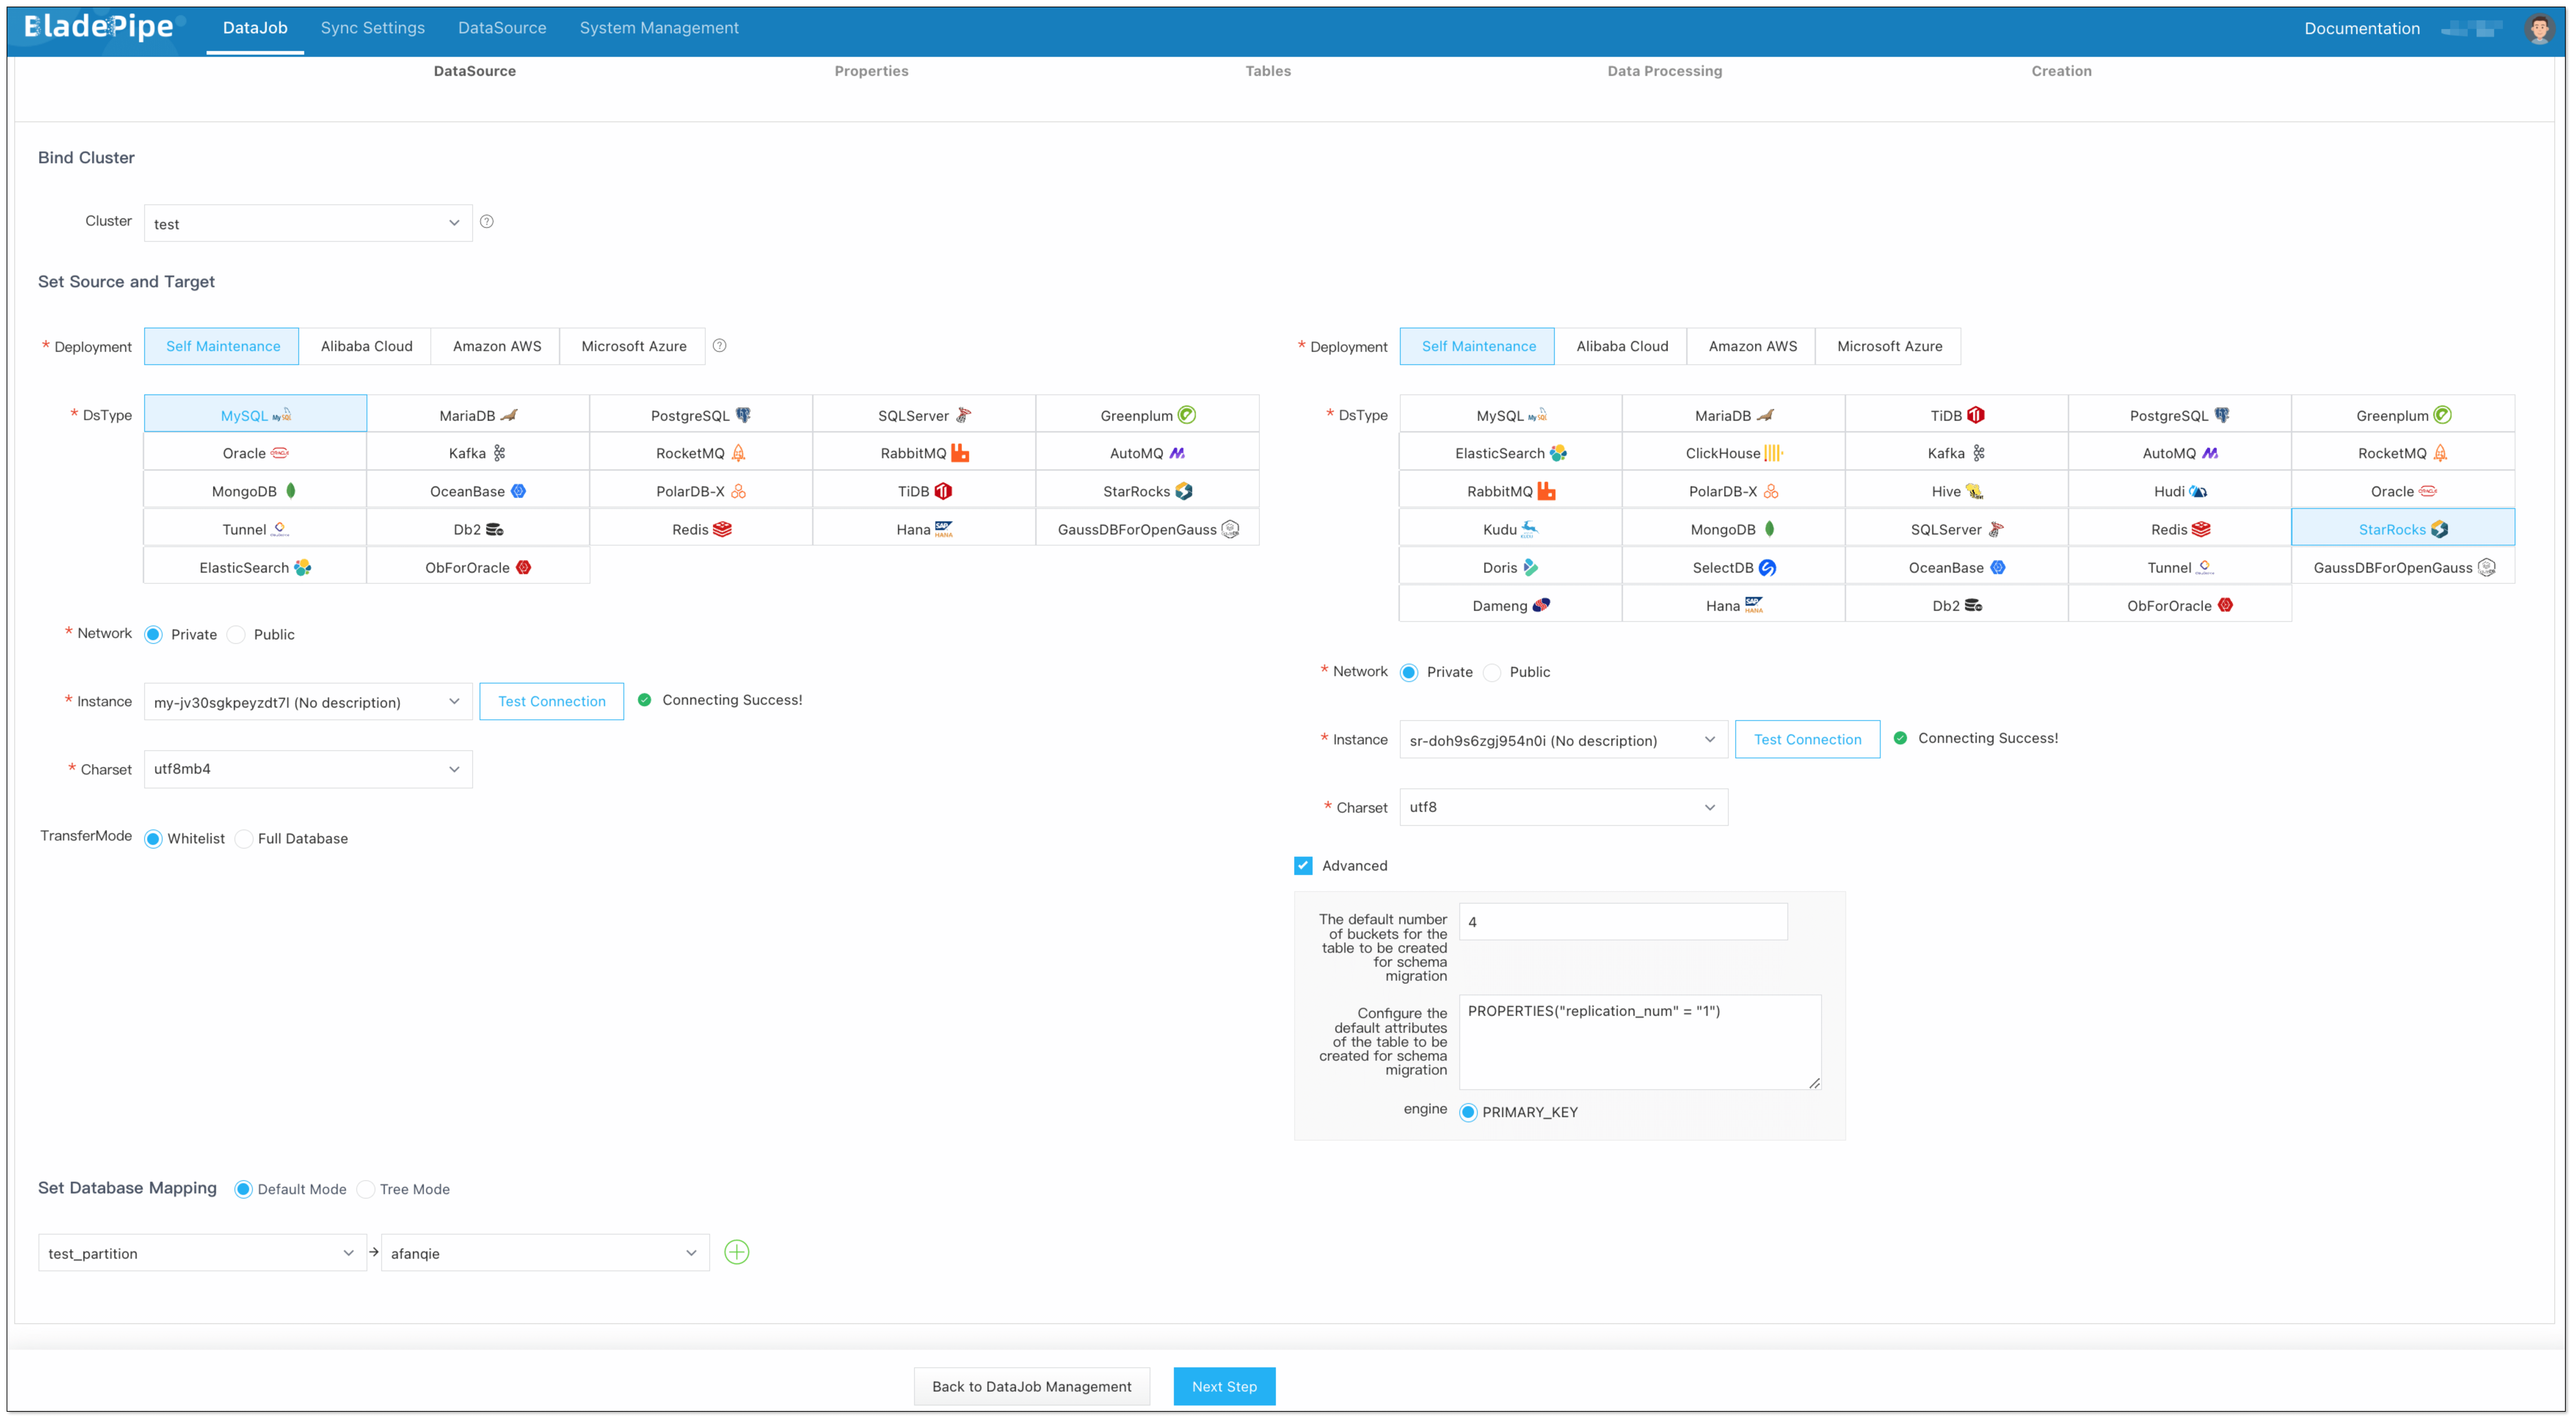 BladePipe DataJob Sync Settings DataSource System Management Documentation
DataSource Properties Tables Data Processing Creation
Bind Cluster
Cluster test
Set Source and Target
* Deployment Self Maintenance Alibaba Cloud Amazon AWS Microsoft Azure
* DsType MySQL MariaDB PostgreSQL SQLServer Greenplum
Oracle Kafka RocketMQ RabbitMQ AutoMQ
MongoDB OceanBase PolarDB-X TiDB StarRocks
Tunnel Db2 Redis Hana GaussDBForOpenGauss
ElasticSearch ObForOracle
* Network Private Public
* Instance my-jv30sgkpeyzdt7l (No description) Test Connection Connecting Success!
* Charset utf8mb4
TransferMode Whitelist Full Database
* Deployment Self Maintenance Alibaba Cloud Amazon AWS Microsoft Azure
* DsType MySQL MariaDB TiDB PostgreSQL Greenplum
ElasticSearch ClickHouse Kafka AutoMQ RocketMQ
RabbitMQ PolarDB-X Hive Hudi Oracle
Kudu MongoDB SQLServer Redis StarRocks
Doris SelectDB OceanBase Tunnel GaussDBForOpenGauss
Dameng Hana Db2 ObForOracle
* Network Private Public
* Instance sr-doh9s6zgj954n0i (No description) Test Connection Connecting Success!
* Charset utf8
Advanced
The default number
of buckets for the
table to be created
for schema
migration
4
Configure the
default attributes
of the table to be
created for schema
migration
PROPERTIES("replication_num" = "1")
engine PRIMARY_KEY
Set Database Mapping Default Mode Tree Mode
test_partition → afanqie
Back to DataJob Management Next Step